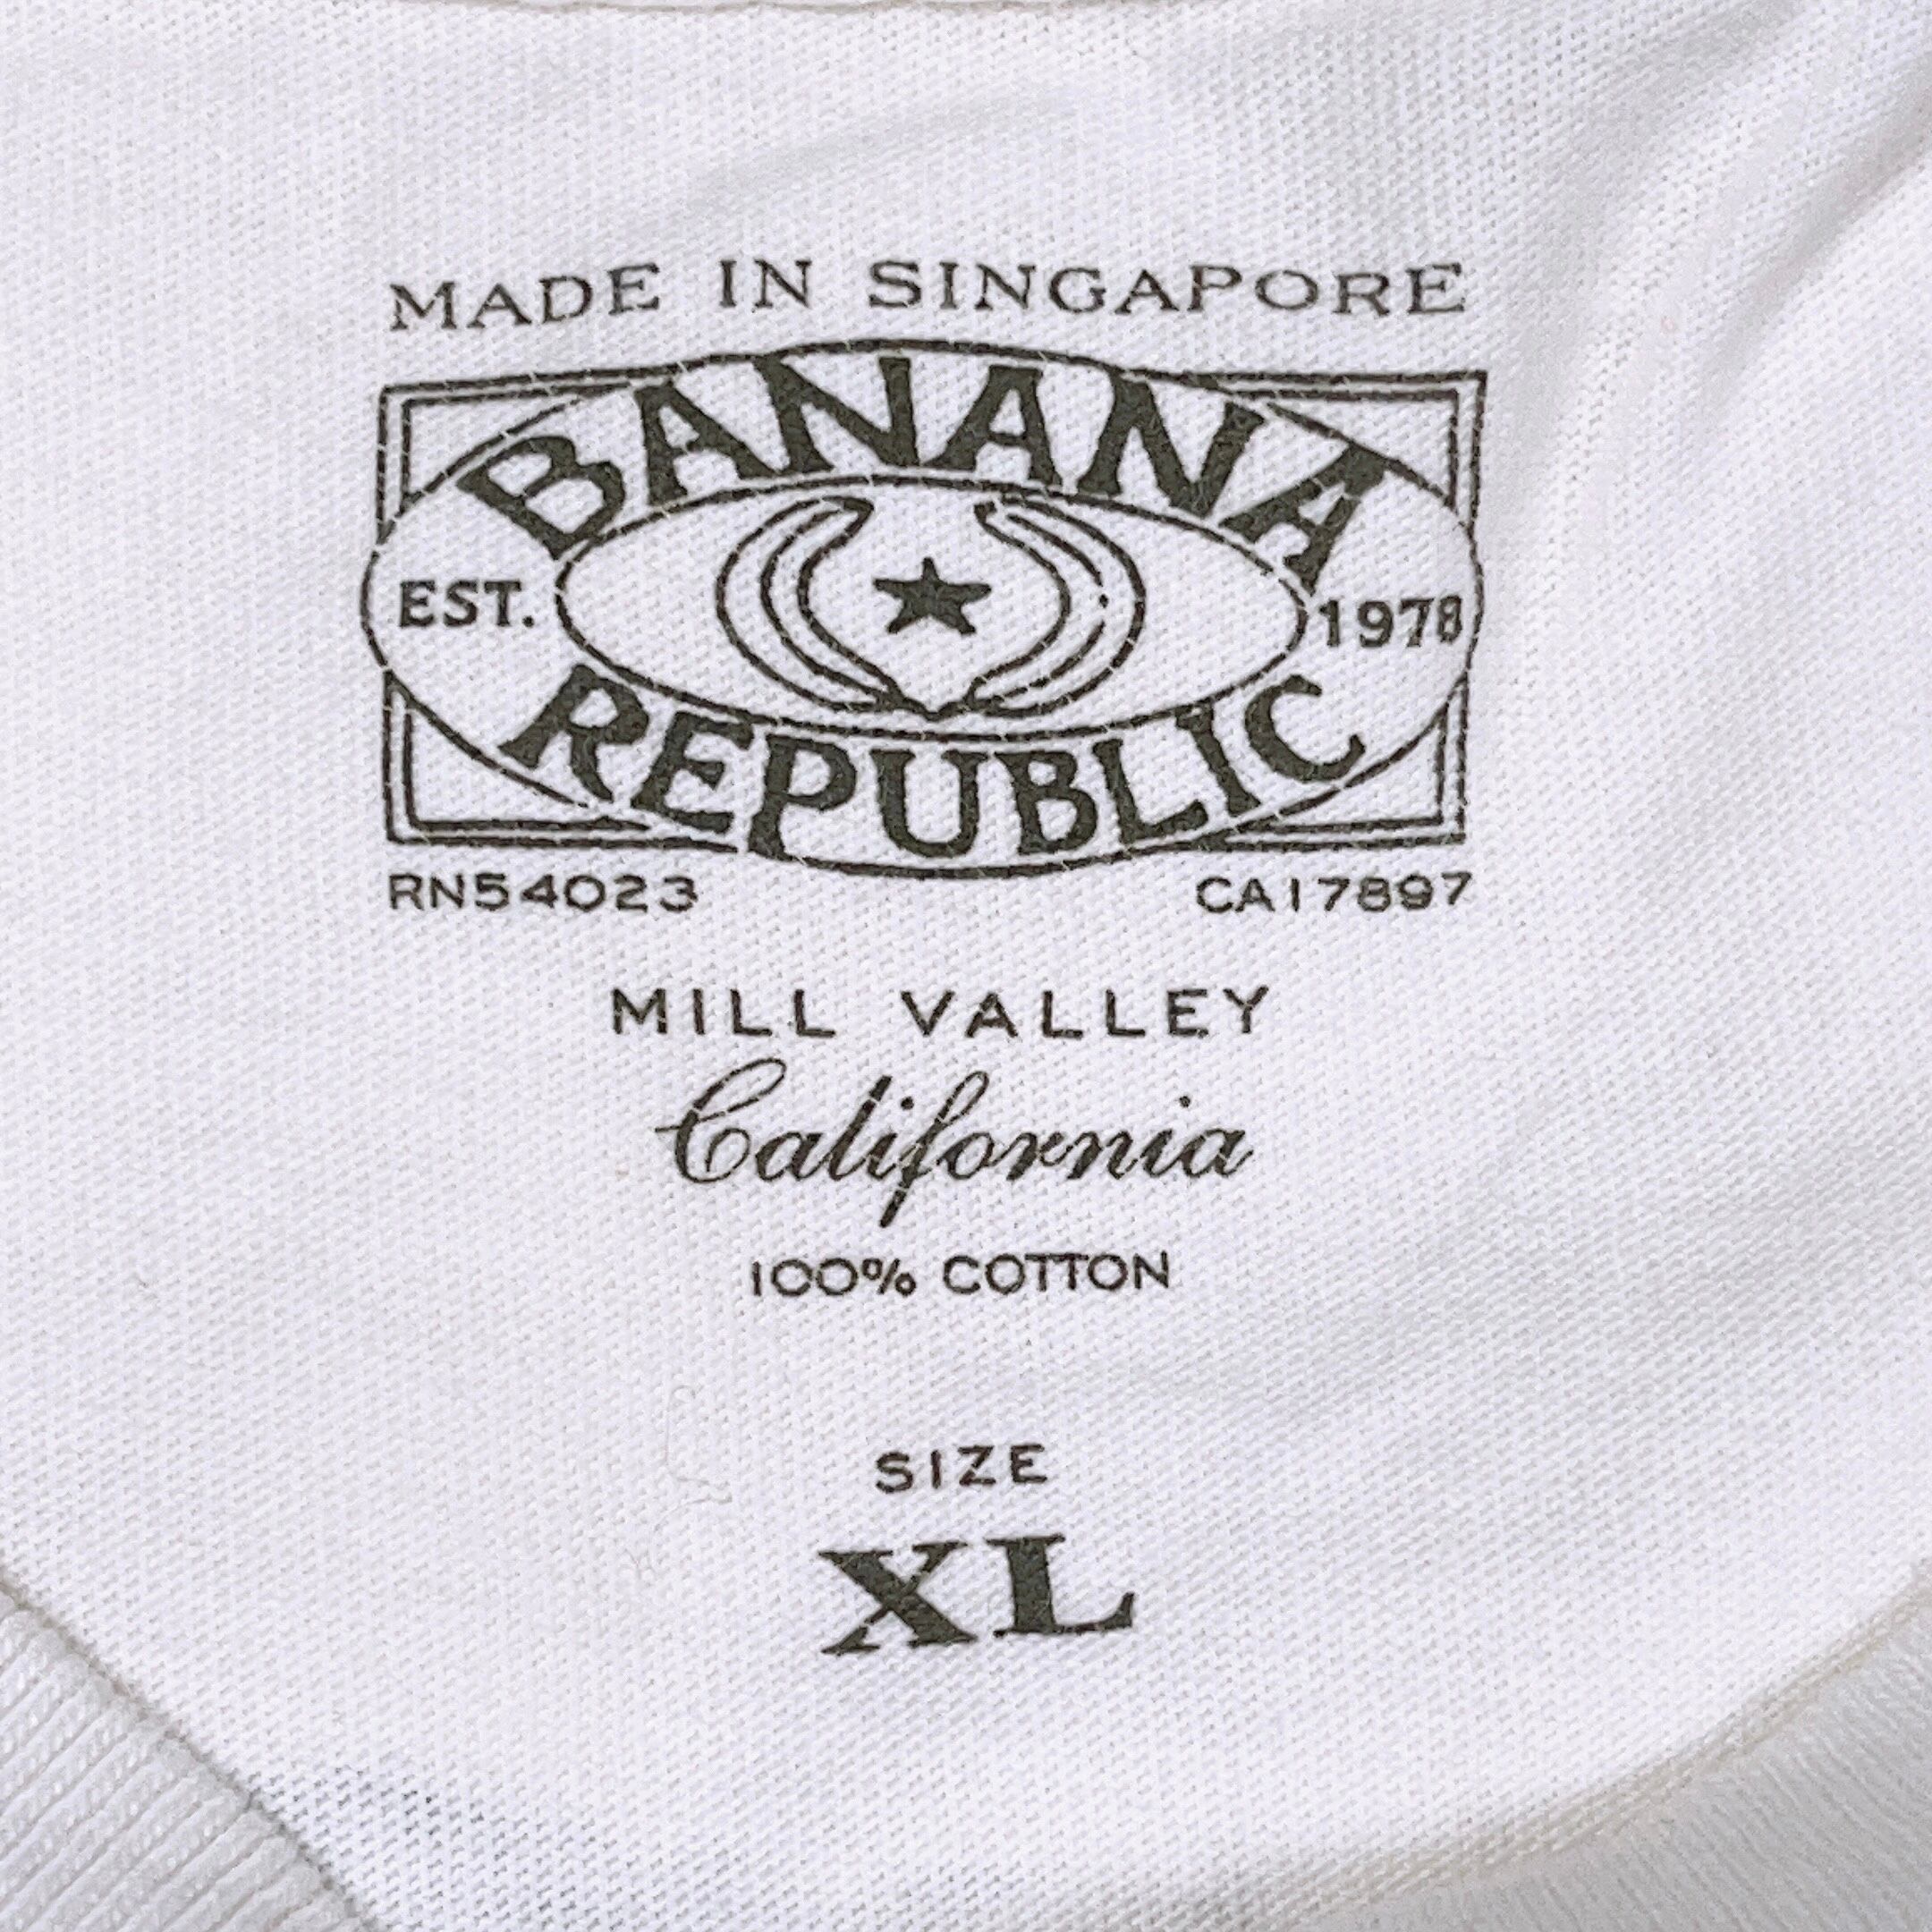 MADE IN SINGAPORE
BANANA
EST. 1978
REPUBLIC
RN54023 CA17897
MILL VALLEY
California
100% COTTON
SIZE
XL